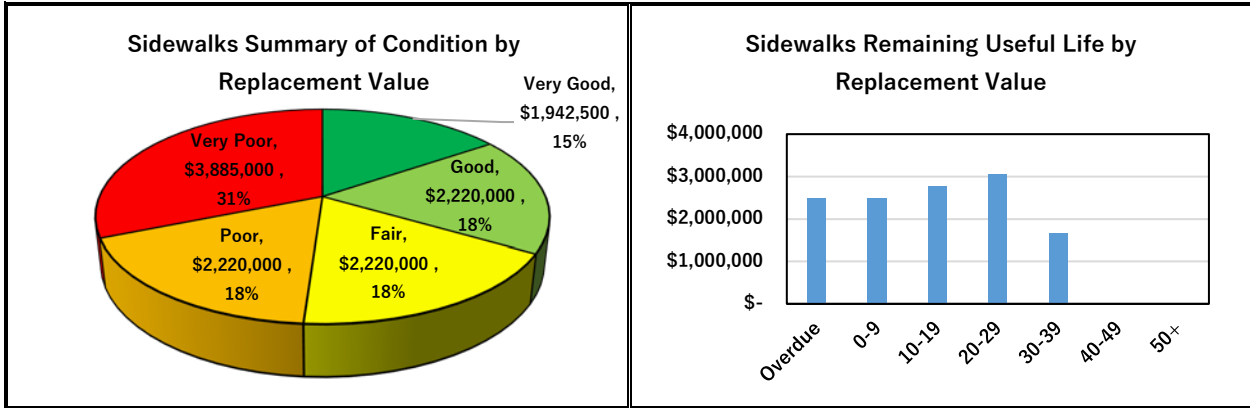 Sidewalks Summary of Condition by
Replacement Value
Very Good,
$1,942,500 ,
15%
Good,
$2,220,000 ,
18%
Fair,
$2,220,000 ,
18%
Poor,
$2,220,000 ,
18%
Very Poor,
$3,885,000 ,
31%
Sidewalks Remaining Useful Life by
Replacement Value
$4,000,000
$3,000,000
$2,000,000
$1,000,000
$-
Overdue
0-9
10-19
20-29
30-39
40-49
50+